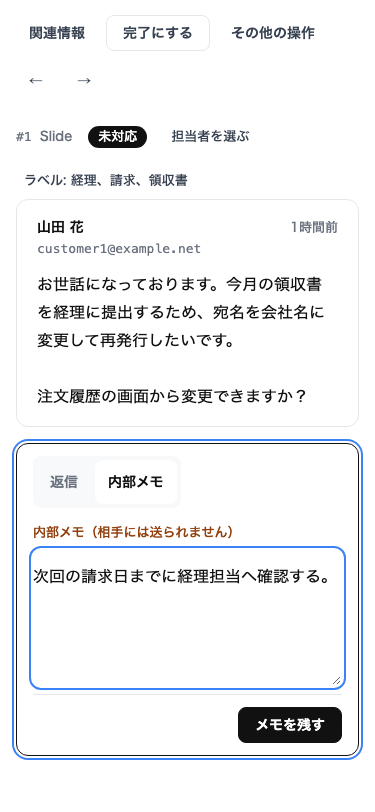 関連情報 完了にする その他の操作
← →
#1 Slide 未対応 担当者を選ぶ
ラベル: 経理、請求、領収書
山田 花 1時間前
customer1@example.net
お世話になっております。今月の領収書
を経理に提出するため、宛名を会社名に
変更して再発行したいです。
注文履歴の画面から変更できますか？
返信 内部メモ
内部メモ（相手には送られません）
次回の請求日までに経理担当へ確認する。
メモを残す